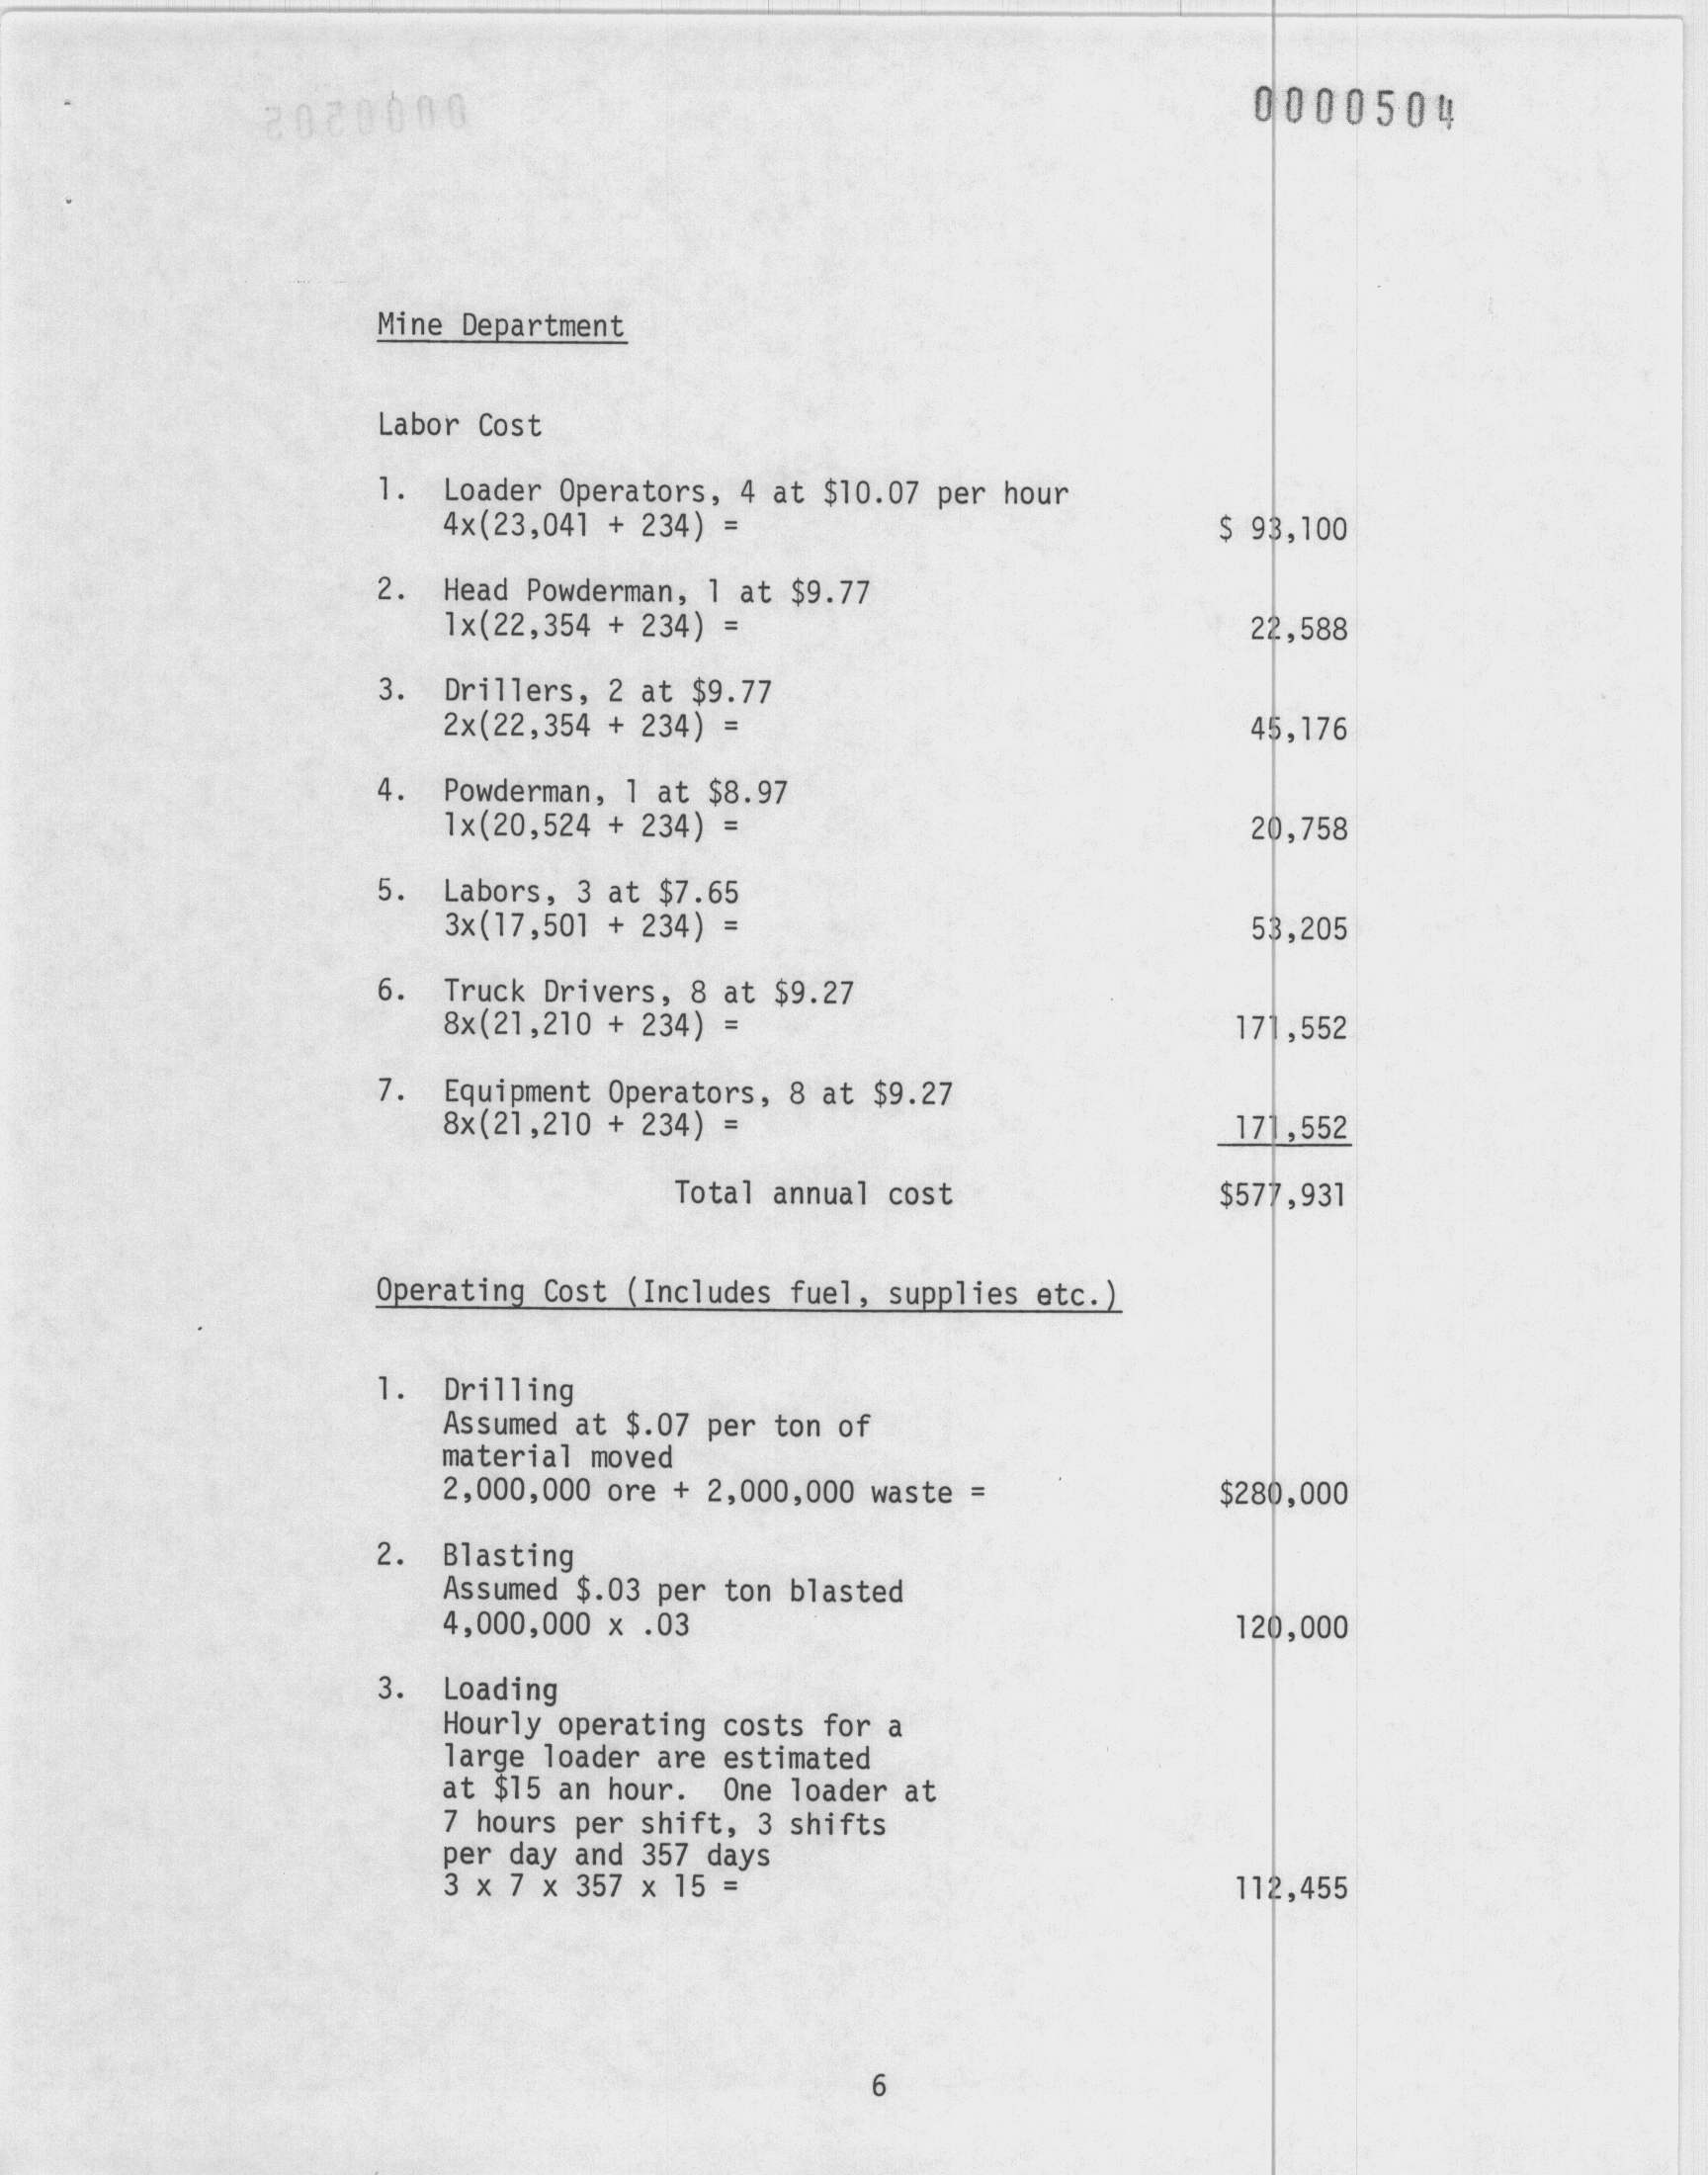 0000504
Mine Department
Labor Cost
1. Loader Operators, 4 at $10.07 per hour
4x(23,041 + 234) = $ 93,100
2. Head Powderman, 1 at $9.77
1x(22,354 + 234) = 22,588
3. Drillers, 2 at $9.77
2x(22,354 + 234) = 45,176
4. Powderman, 1 at $8.97
1x(20,524 + 234) = 20,758
5. Labors, 3 at $7.65
3x(17,501 + 234) = 53,205
6. Truck Drivers, 8 at $9.27
8x(21,210 + 234) = 171,552
7. Equipment Operators, 8 at $9.27
8x(21,210 + 234) = 171,552
Total annual cost $577,931
Operating Cost (Includes fuel, supplies etc.)
1. Drilling
Assumed at $.07 per ton of
material moved
2,000,000 ore + 2,000,000 waste = $280,000
2. Blasting
Assumed $.03 per ton blasted
4,000,000 x .03 120,000
3. Loading
Hourly operating costs for a
large loader are estimated
at $15 an hour. One loader at
7 hours per shift, 3 shifts
per day and 357 days
3 x 7 x 357 x 15 = 112,455
6